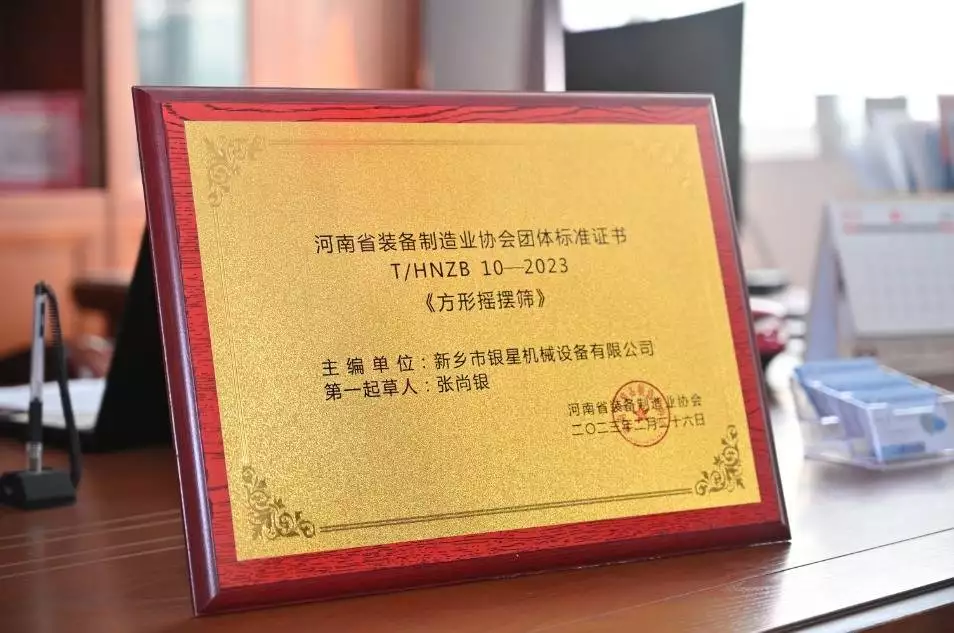 河南省装备制造业协会团体标准证书
T/HNZB 10—2023
《方形摇摆筛》
主编单位：新乡市银星机械设备有限公司
第一起草人：张尚银
河南省装备制造业协会
二〇二三年二月二十六日